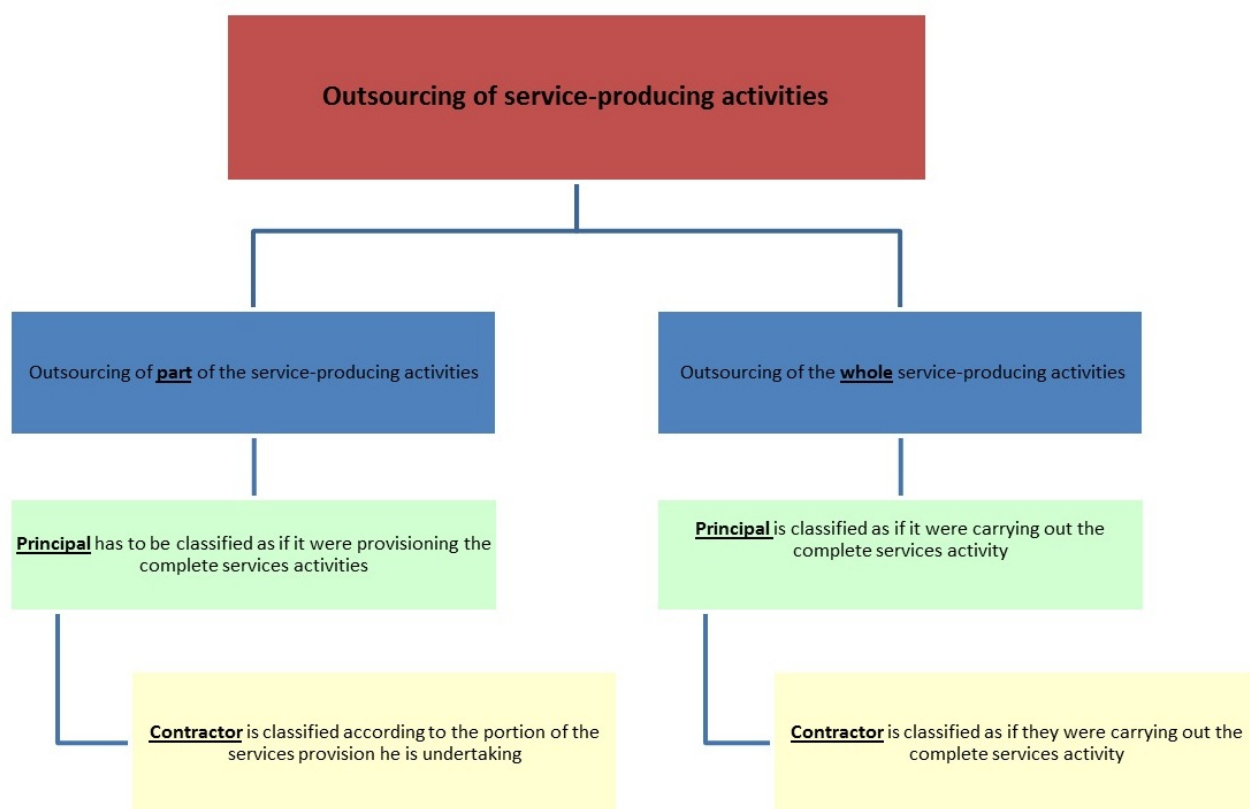 Outsourcing of service-producing activities
Outsourcing of part of the service-producing activities
Outsourcing of the whole service-producing activities
Principal has to be classified as if it were provisioning the
complete services activities
Principal is classified as if it were carrying out the
complete services activity
Contractor is classified according to the portion of the
services provision he is undertaking
Contractor is classified as if they were carrying out the
complete services activity